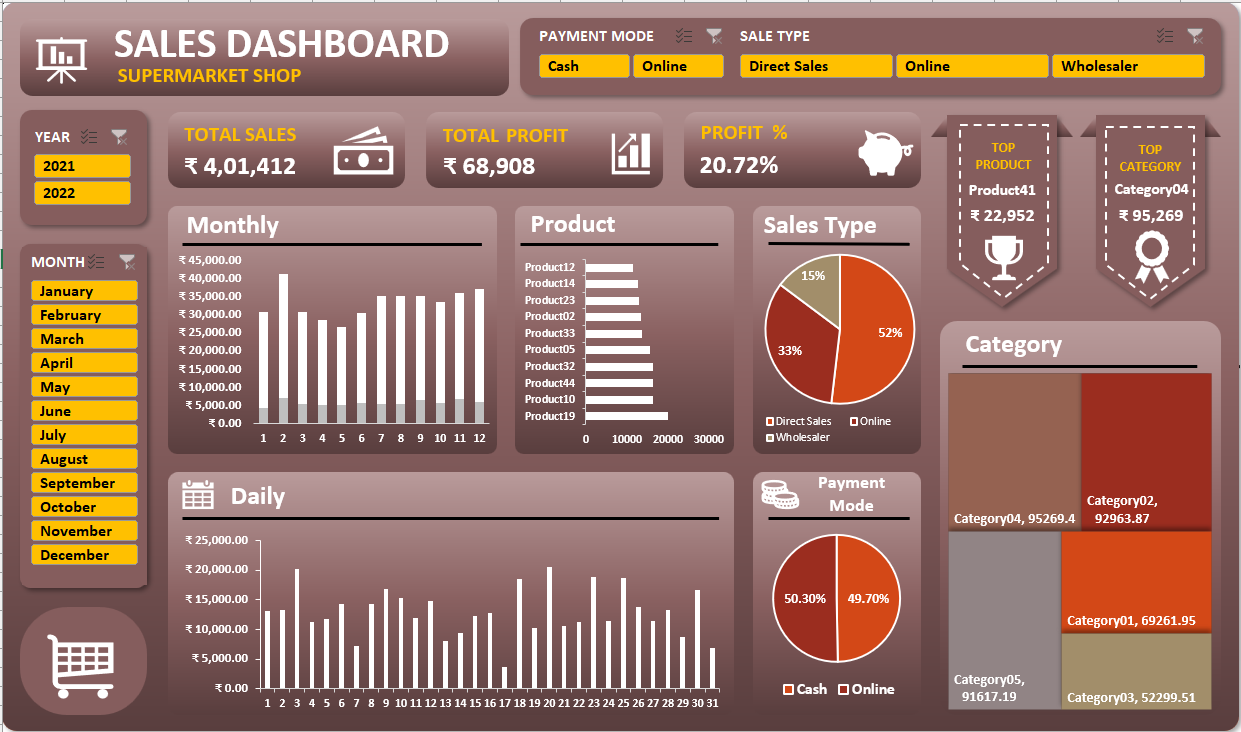 SALES DASHBOARD
SUPERMARKET SHOP
PAYMENT MODE
Cash
Online
SALE TYPE
Direct Sales
Online
Wholesaler
YEAR
2021
2022
TOTAL SALES
₹ 4,01,412
TOTAL PROFIT
₹ 68,908
PROFIT %
20.72%
TOP
PRODUCT
Product41
₹ 22,952
TOP
CATEGORY
Category04
₹ 95,269
MONTH
January
February
March
April
May
June
July
August
September
October
November
December
Monthly
₹ 45,000.00
₹ 40,000.00
₹ 35,000.00
₹ 30,000.00
₹ 25,000.00
₹ 20,000.00
₹ 15,000.00
₹ 10,000.00
₹ 5,000.00
₹ 0.00
1 2 3 4 5 6 7 8 9 10 11 12
Product
Product12
Product14
Product23
Product02
Product33
Product05
Product32
Product44
Product10
Product19
0 10000 20000 30000
Sales Type
15%
52%
33%
Direct Sales Online
Wholesaler
Category
Category04, 95269.4
Category02,
92963.87
Category01, 69261.95
Category05,
91617.19
Category03, 52299.51
Daily
₹ 25,000.00
₹ 20,000.00
₹ 15,000.00
₹ 10,000.00
₹ 5,000.00
₹ 0.00
1 2 3 4 5 6 7 8 9 10 11 12 13 14 15 16 17 18 19 20 21 22 23 24 25 26 27 28 29 30 31
Payment
Mode
50.30% 49.70%
Cash Online